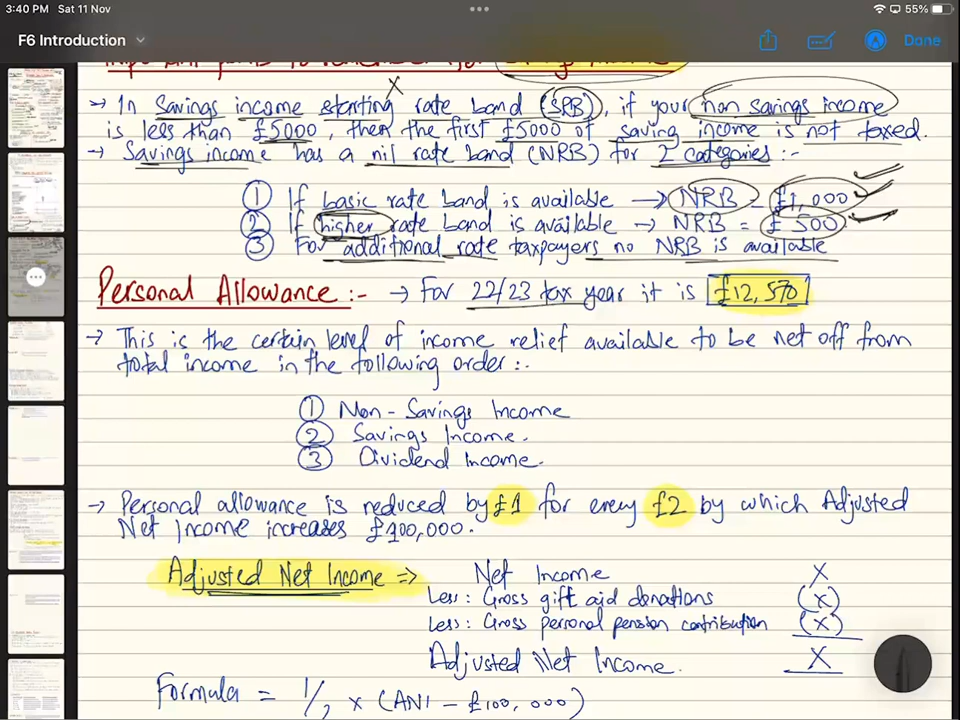 3:40 PM Sat 11 Nov
55%
F6 Introduction
Done
→ In Savings income starting rate band (SRB), if your non savings income
is less than £5000, then the first £5000 of saving income is not taxed.
→ Savings income has a nil rate band (NRB) for 2 categories:-
① If basic rate band is available → NRB = £1,000
② If higher rate band is available → NRB = £500
③ For additional rate taxpayers no NRB is available
Personal Allowance:- → For 22/23 tax year it is £12,570
→ This is the certain level of income relief available to be net off from
total income in the following order:-
① Non-Savings Income
② Savings Income.
③ Dividend Income.
→ Personal allowance is reduced by £1 for every £2 by which Adjusted
Net Income increases £100,000.
Adjusted Net Income => Net Income X
Less: Gross gift aid donations (X)
Less: Gross personal pension contribution (X)
Adjusted Net Income. X
Formula = 1/2 x (ANI - £100,000)